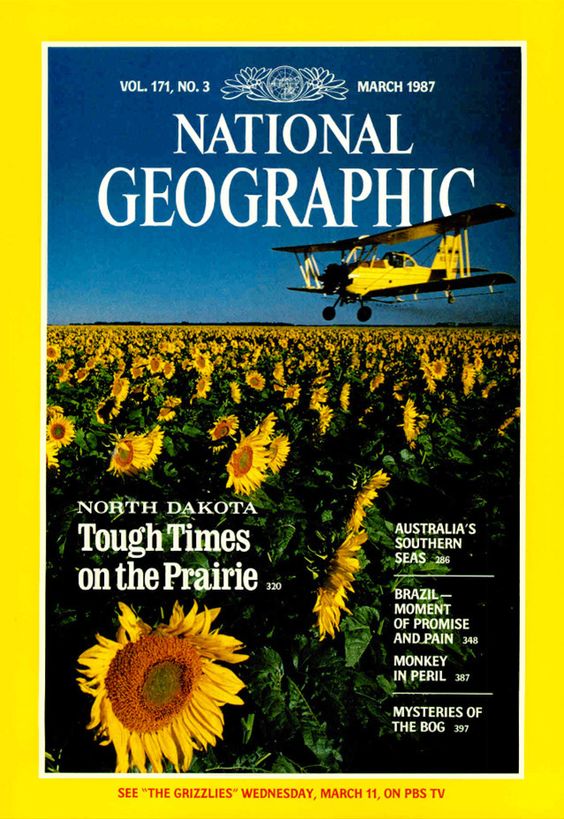 VOL. 171, NO. 3
MARCH 1987
NATIONAL
GEOGRAPHIC
NORTH DAKOTA
Tough Times
on the Prairie 320
AUSTRALIA'S
SOUTHERN
SEAS 286
BRAZIL—
MOMENT
OF PROMISE
AND PAIN 348
MONKEY
IN PERIL 387
MYSTERIES OF
THE BOG 397
SEE "THE GRIZZLIES" WEDNESDAY, MARCH 11, ON PBS TV